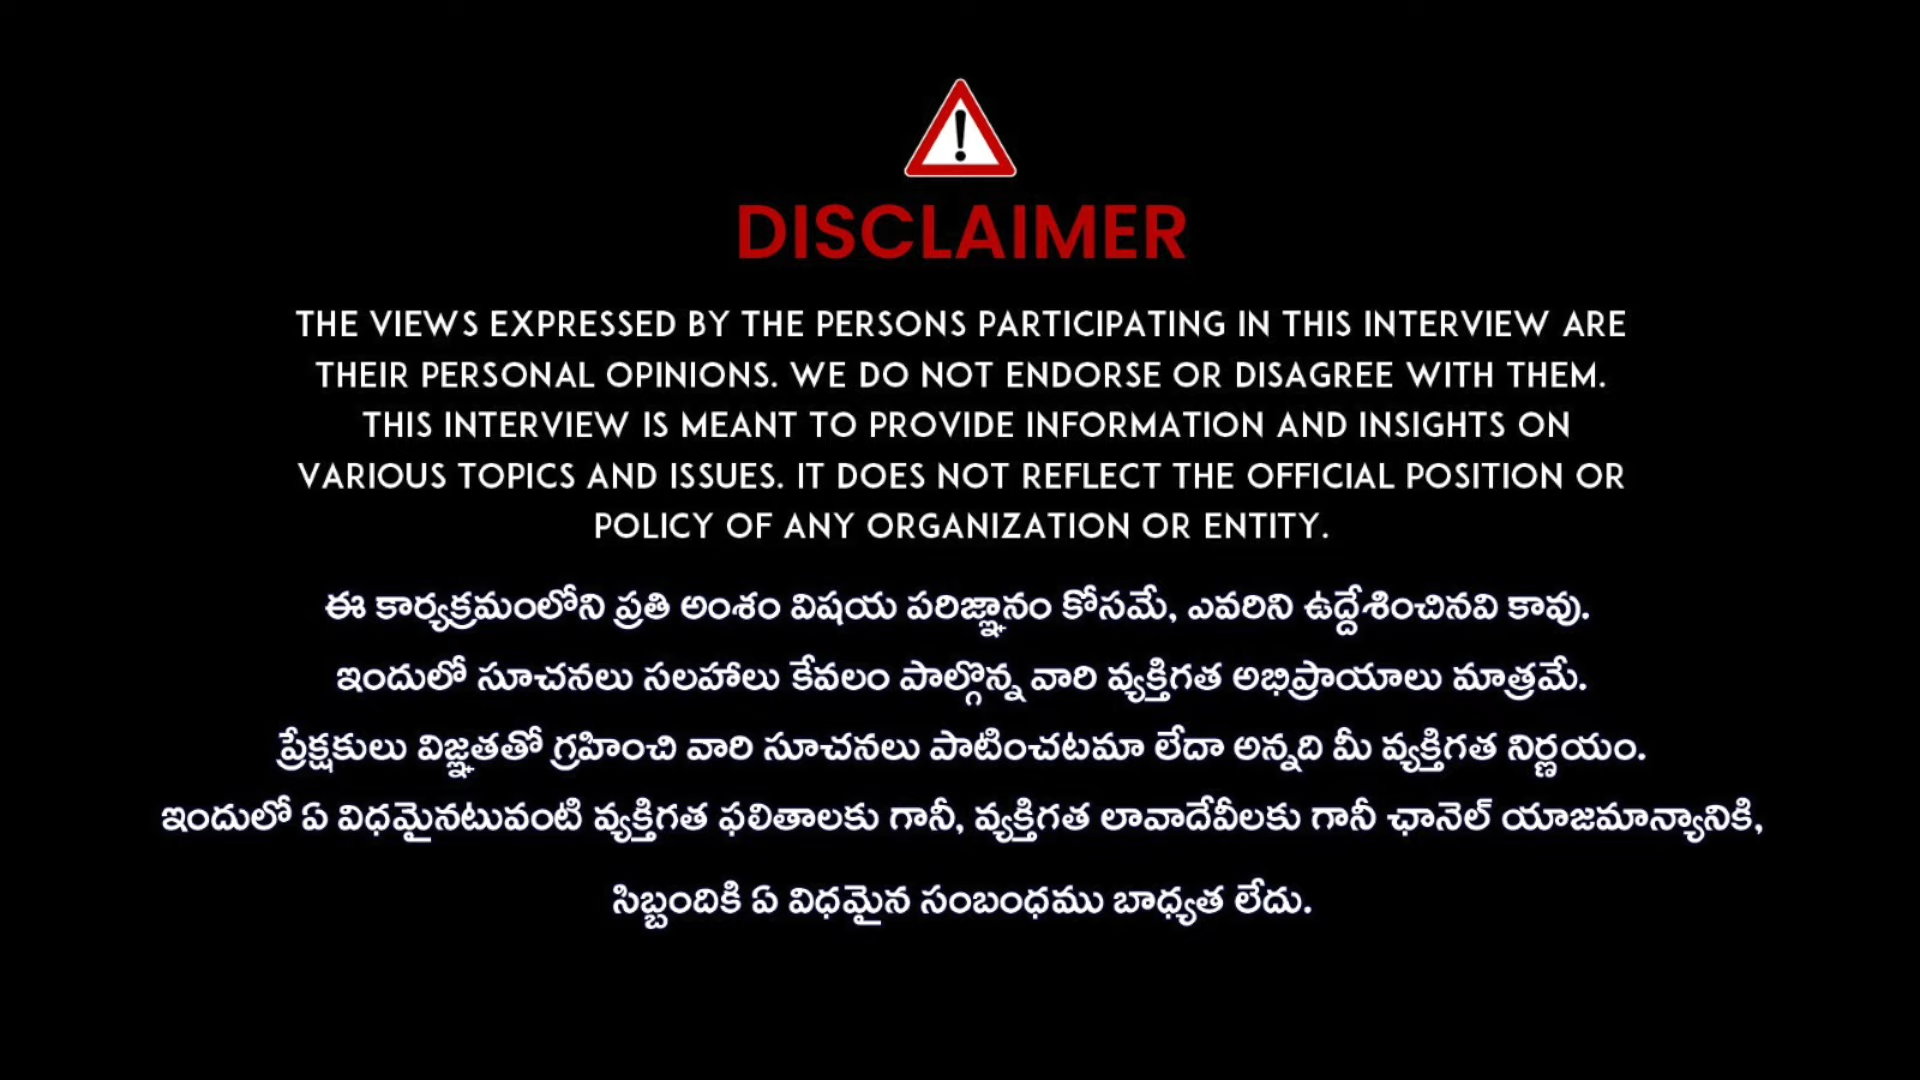 DISCLAIMER
THE VIEWS EXPRESSED BY THE PERSONS PARTICIPATING IN THIS INTERVIEW ARE
THEIR PERSONAL OPINIONS. WE DO NOT ENDORSE OR DISAGREE WITH THEM.
THIS INTERVIEW IS MEANT TO PROVIDE INFORMATION AND INSIGHTS ON
VARIOUS TOPICS AND ISSUES. IT DOES NOT REFLECT THE OFFICIAL POSITION OR
POLICY OF ANY ORGANIZATION OR ENTITY.
ఈ కార్యక్రమంలోని ప్రతి అంశం విషయ పరిజ్ఞానం కోసమే, ఎవరిని ఉద్దేశించినవి కావు.
ఇందులో సూచనలు సలహాలు కేవలం పాల్గొన్న వారి వ్యక్తిగత అభిప్రాయాలు మాత్రమే.
ప్రేక్షకులు విజ్ఞతతో గ్రహించి వారి సూచనలు పాటించటమా లేదా అన్నది మీ వ్యక్తిగత నిర్ణయం.
ఇందులో ఏ విధమైనటువంటి వ్యక్తిగత ఫలితాలకు గానీ, వ్యక్తిగత లావాదేవీలకు గానీ ఛానెల్ యాజమాన్యానికి,
సిబ్బందికి ఏ విధమైన సంబంధము బాధ్యత లేదు.